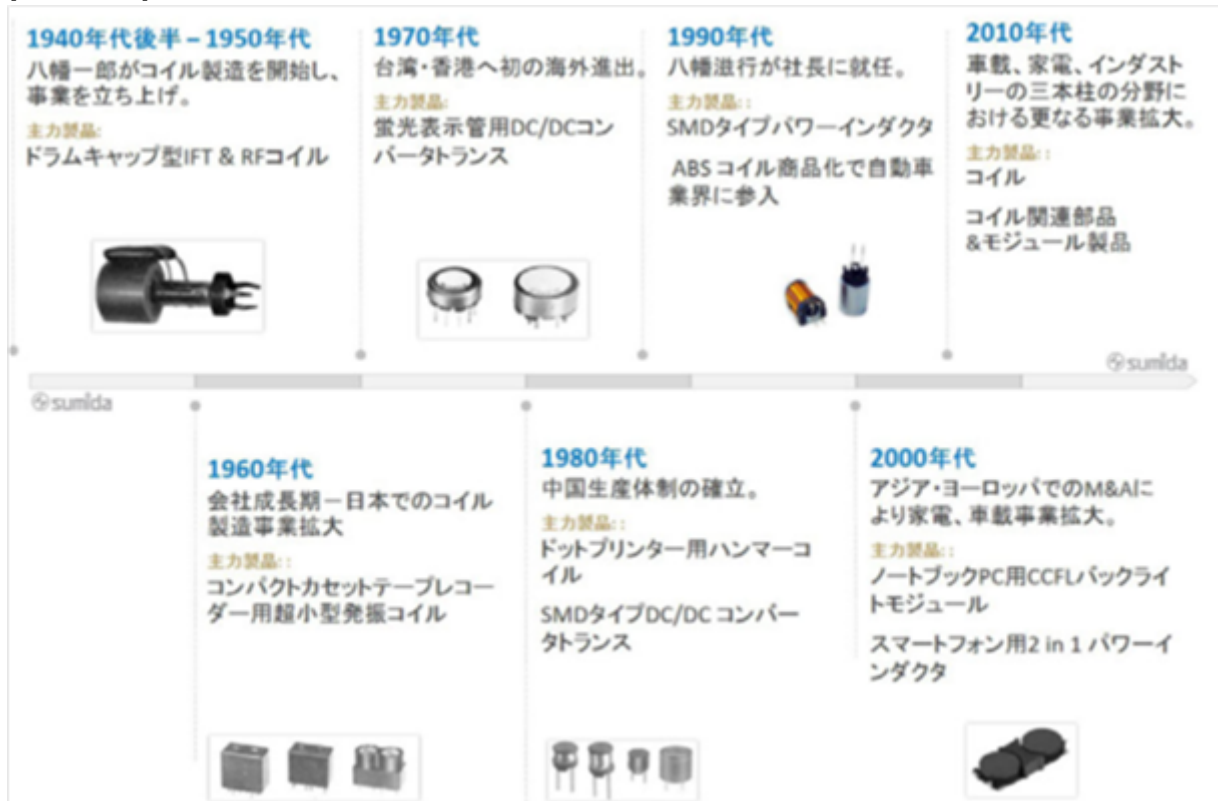 1940年代後半 – 1950年代
八幡一郎がコイル製造を開始し、
事業を立ち上げ。
主力製品:
ドラムキャップ型IFT & RFコイル
1970年代
台湾・香港へ初の海外進出。
主力製品:
蛍光表示管用DC/DCコン
バータトランス
1990年代
八幡滋行が社長に就任。
主力製品::
SMDタイプパワーインダクタ
ABS コイル商品化で自動車
業界に参入
2010年代
車載、家電、インダスト
リーの三本柱の分野に
おける更なる事業拡大。
主力製品::
コイル
コイル関連部品
&モジュール製品
sumida
sumida
1960年代
会社成長期－日本でのコイル
製造事業拡大
主力製品::
コンパクトカセットテープレコー
ダー用超小型発振コイル
1980年代
中国生産体制の確立。
主力製品::
ドットプリンター用ハンマーコ
イル
SMDタイプDC/DC コンバー
タトランス
2000年代
アジア・ヨーロッパでのM&Aに
より家電、車載事業拡大。
主力製品::
ノートブックPC用CCFLバックライ
トモジュール
スマートフォン用2 in 1 パワーイ
ンダクタ